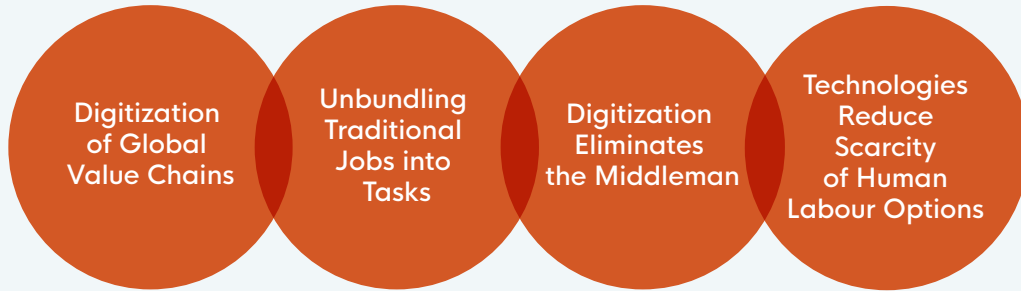 Digitization
of Global
Value Chains
Unbundling
Traditional
Jobs into
Tasks
Digitization
Eliminates
the Middleman
Technologies
Reduce
Scarcity
of Human
Labour Options